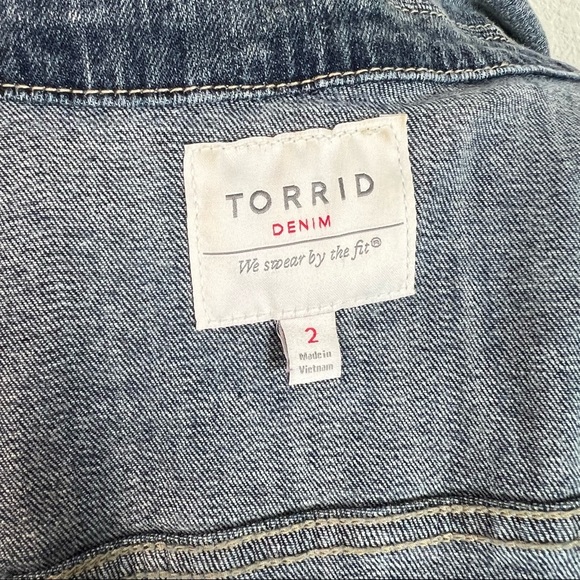 TORRID
DENIM
We swear by the fit®
2
Made in
Vietnam